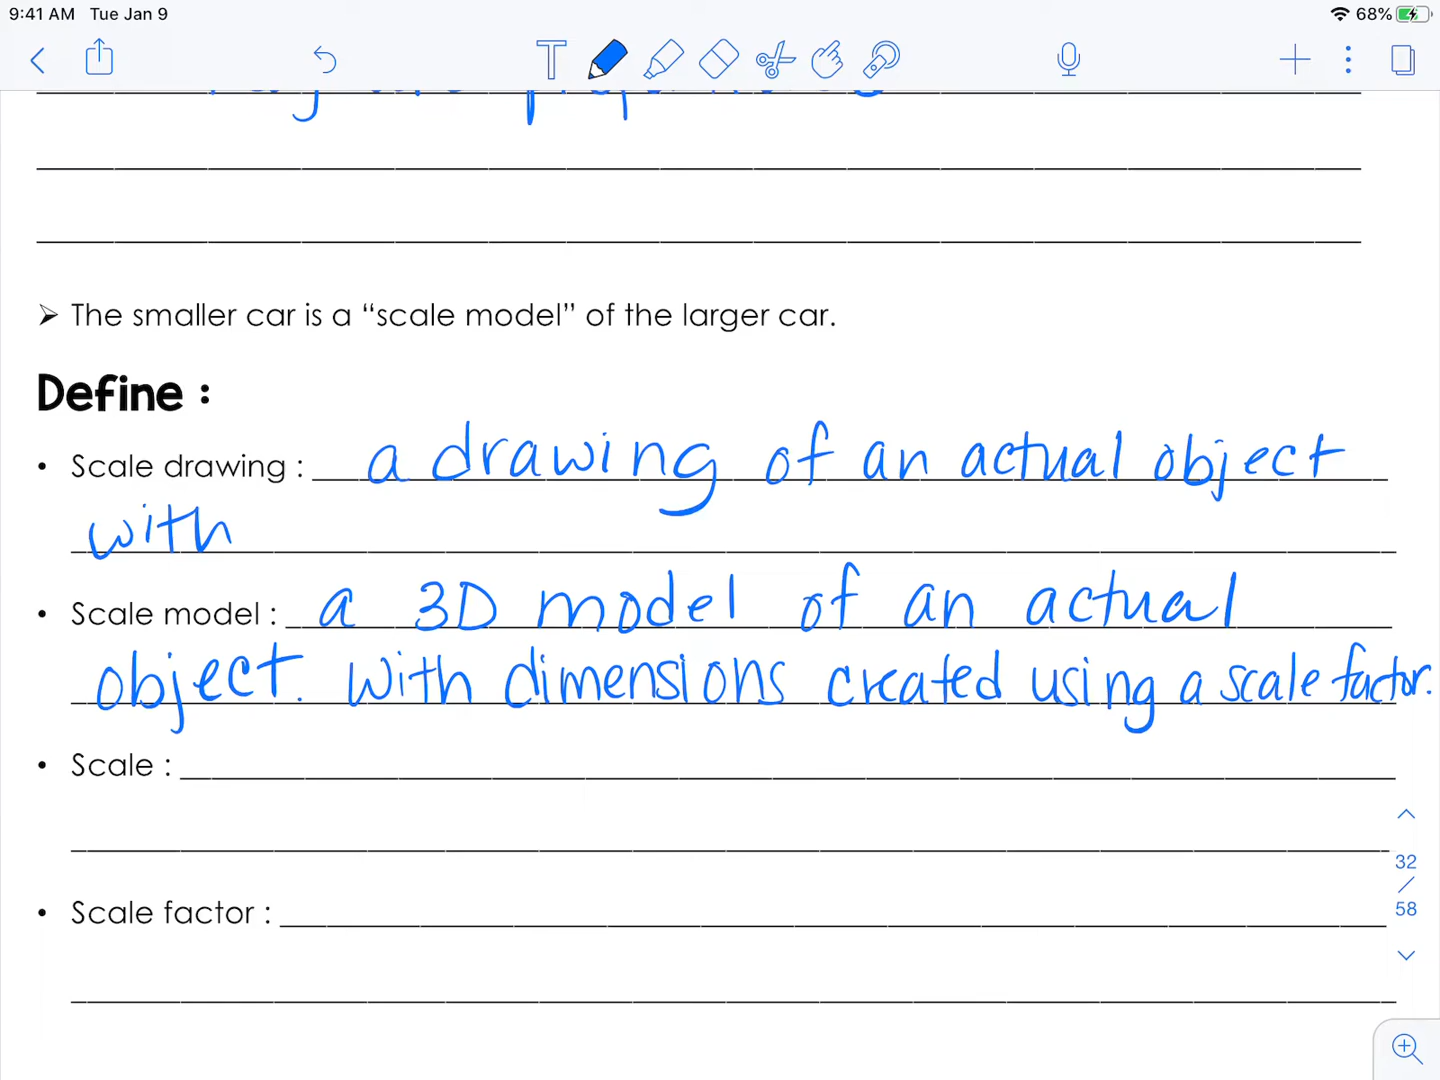 9:41 AM Tue Jan 9
68%
➤ The smaller car is a “scale model” of the larger car.
Define :
• Scale drawing : a drawing of an actual object
with
• Scale model : a 3D model of an actual
object. With dimensions created using a scale factor.
• Scale :
32
/
58
• Scale factor :